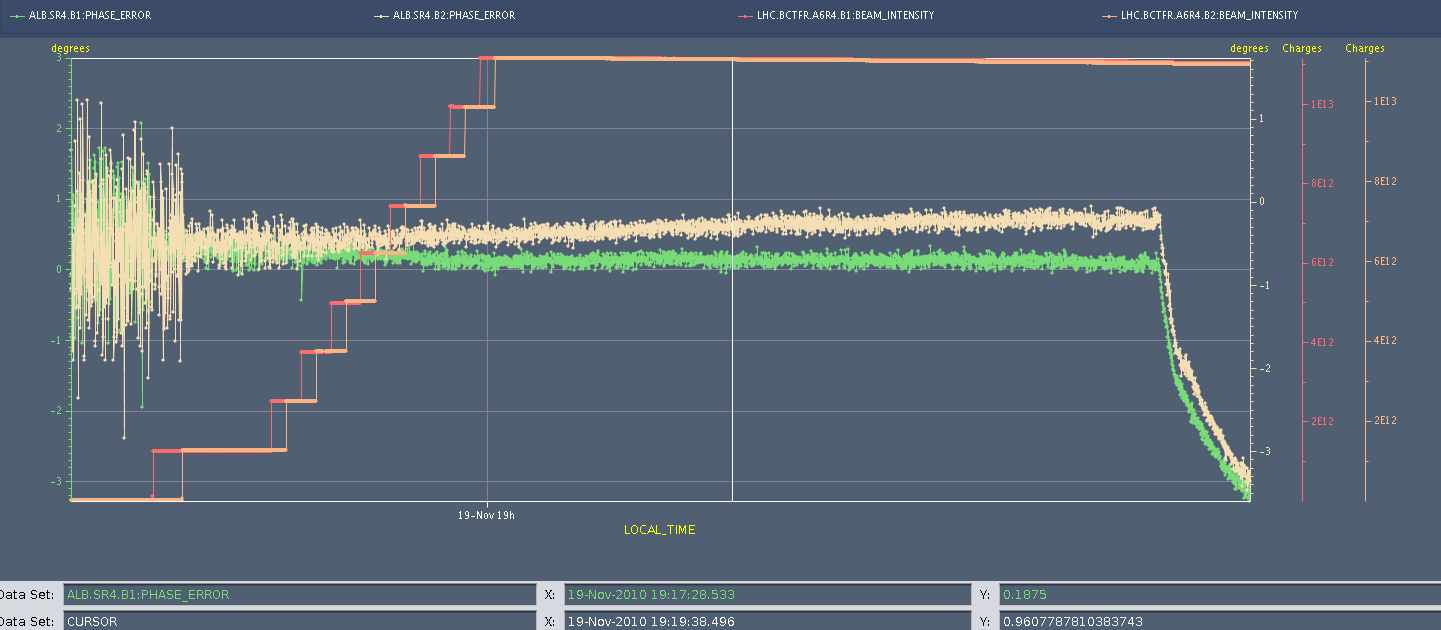 ALB.SR4.B1:PHASE_ERROR ALB.SR4.B2:PHASE_ERROR LHC.BCTFR.A6R4.B1:BEAM_INTENSITY LHC.BCTFR.A6R4.B2:BEAM_INTENSITY
degrees degrees Charges Charges
3
1E13 1E13
2 1
8E12 8E12
1 0
0 6E12 6E12
-1
-1 4E12 4E12
-2
-2 2E12 2E12
-3
-3
19-Nov 19h
LOCAL_TIME
Data Set: ALB.SR4.B1:PHASE_ERROR X: 19-Nov-2010 19:17:28.533 Y: 0.1875
Data Set: CURSOR X: 19-Nov-2010 19:19:38.496 Y: 0.9607787810383743